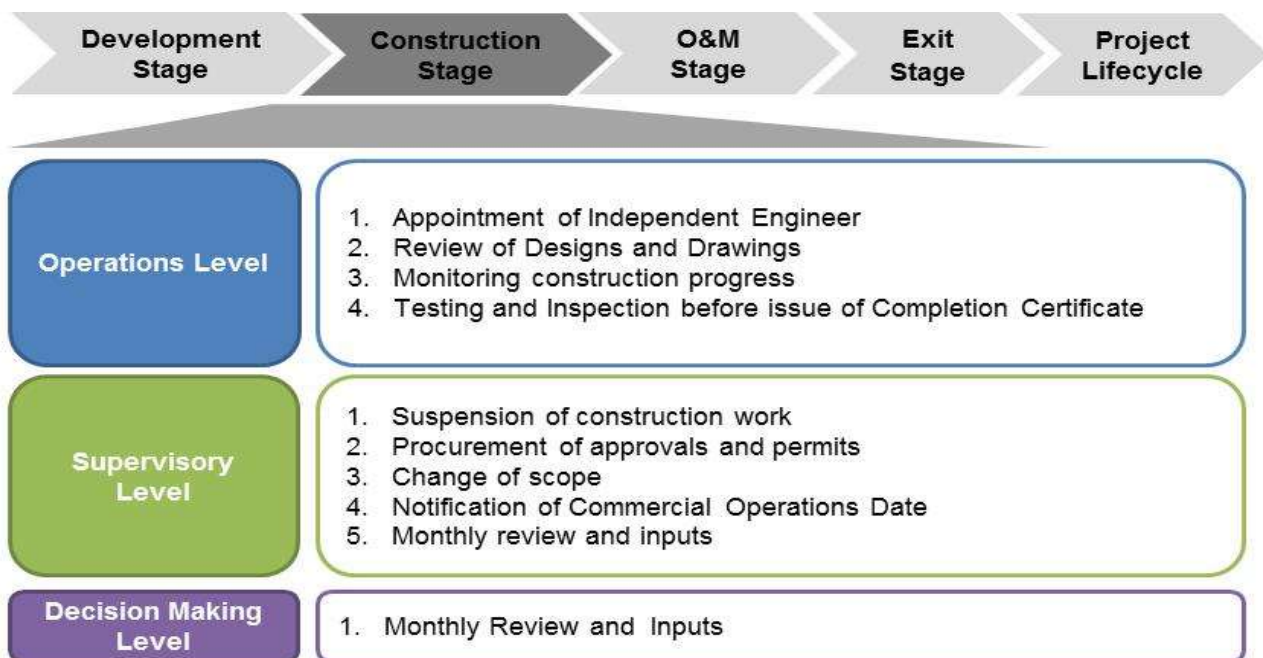 Development
Stage
Construction
Stage
O&M
Stage
Exit
Stage
Project
Lifecycle
Operations Level
1. Appointment of Independent Engineer
2. Review of Designs and Drawings
3. Monitoring construction progress
4. Testing and Inspection before issue of Completion Certificate
Supervisory
Level
1. Suspension of construction work
2. Procurement of approvals and permits
3. Change of scope
4. Notification of Commercial Operations Date
5. Monthly review and inputs
Decision Making
Level
1. Monthly Review and Inputs